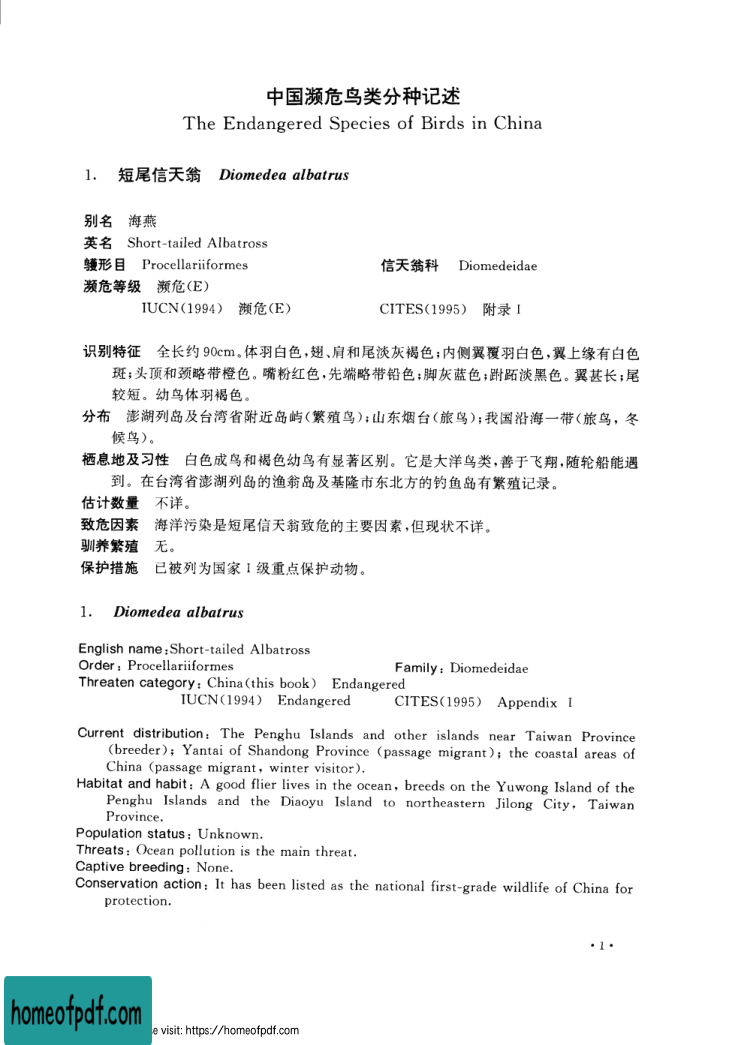 中国濒危鸟类分种记述
The Endangered Species of Birds in China
1. 短尾信天翁 Diomedea albatrus
别名 海燕
英名 Short-tailed Albatross
鹱形目 Procellariiformes 信天翁科 Diomedeidae
濒危等级 濒危(E)
IUCN(1994) 濒危(E) CITES(1995) 附录 I
识别特征 全长约 90cm。体羽白色,翅、肩和尾淡灰褐色;内侧翼覆羽白色,翼上缘有白色
斑;头顶和颈略带橙色。嘴粉红色,先端略带铅色;脚灰蓝色;跗跖淡黑色。翼甚长;尾
较短。幼鸟体羽褐色。
分布 澎湖列岛及台湾省附近岛屿(繁殖鸟);山东烟台(旅鸟);我国沿海一带(旅鸟,冬
候鸟)。
栖息地及习性 白色成鸟和褐色幼鸟有显著区别。它是大洋鸟类,善于飞翔,随轮船能遇
到。在台湾省澎湖列岛的渔翁岛及基隆市东北方的钓鱼岛有繁殖记录。
估计数量 不详。
致危因素 海洋污染是短尾信天翁致危的主要因素,但现状不详。
驯养繁殖 无。
保护措施 已被列为国家 I 级重点保护动物。
1. Diomedea albatrus
English name:Short-tailed Albatross
Order: Procellariiformes Family: Diomedeidae
Threaten category: China(this book) Endangered
IUCN(1994) Endangered CITES(1995) Appendix I
Current distribution: The Penghu Islands and other islands near Taiwan Province
(breeder); Yantai of Shandong Province (passage migrant); the coastal areas of
China (passage migrant, winter visitor).
Habitat and habit: A good flier lives in the ocean, breeds on the Yuwong Island of the
Penghu Islands and the Diaoyu Island to northeastern Jilong City, Taiwan
Province.
Population status: Unknown.
Threats: Ocean pollution is the main threat.
Captive breeding: None.
Conservation action: It has been listed as the national first-grade wildlife of China for
protection.
·1·
homeofpdf.com
e visit: https://homeofpdf.com